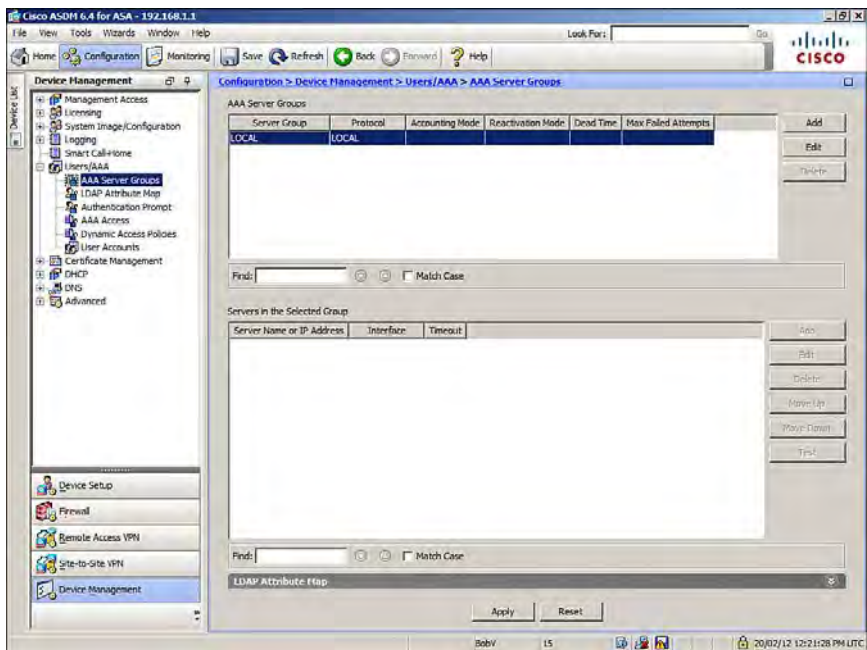 Cisco ASDM 6.4 for ASA - 192.168.1.1
File View Tools Wizards Window Help
Look For:
Go
Home Configuration Monitoring Save Refresh Back Forward Help
CISCO
Device List
Device Management
Management Access
Licensing
System Image/Configuration
Logging
Smart Call-Home
Users/AAA
AAA Server Groups
LDAP Attribute Map
Authentication Prompt
AAA Access
Dynamic Access Policies
User Accounts
Certificate Management
DHCP
DNS
Advanced
Device Setup
Firewall
Remote Access VPN
Site-to-Site VPN
Device Management
Configuration > Device Management > Users/AAA > AAA Server Groups
AAA Server Groups
Server Group Protocol Accounting Mode Reactivation Mode Dead Time Max Failed Attempts
LOCAL LOCAL
Add
Edit
Delete
Find: Match Case
Servers in the Selected Group
Server Name or IP Address Interface Timeout
Add
Edit
Delete
Move Up
Move Down
Test
Find: Match Case
LDAP Attribute Map
Apply Reset
BobV 15 20/02/12 12:21:28 PM UTC